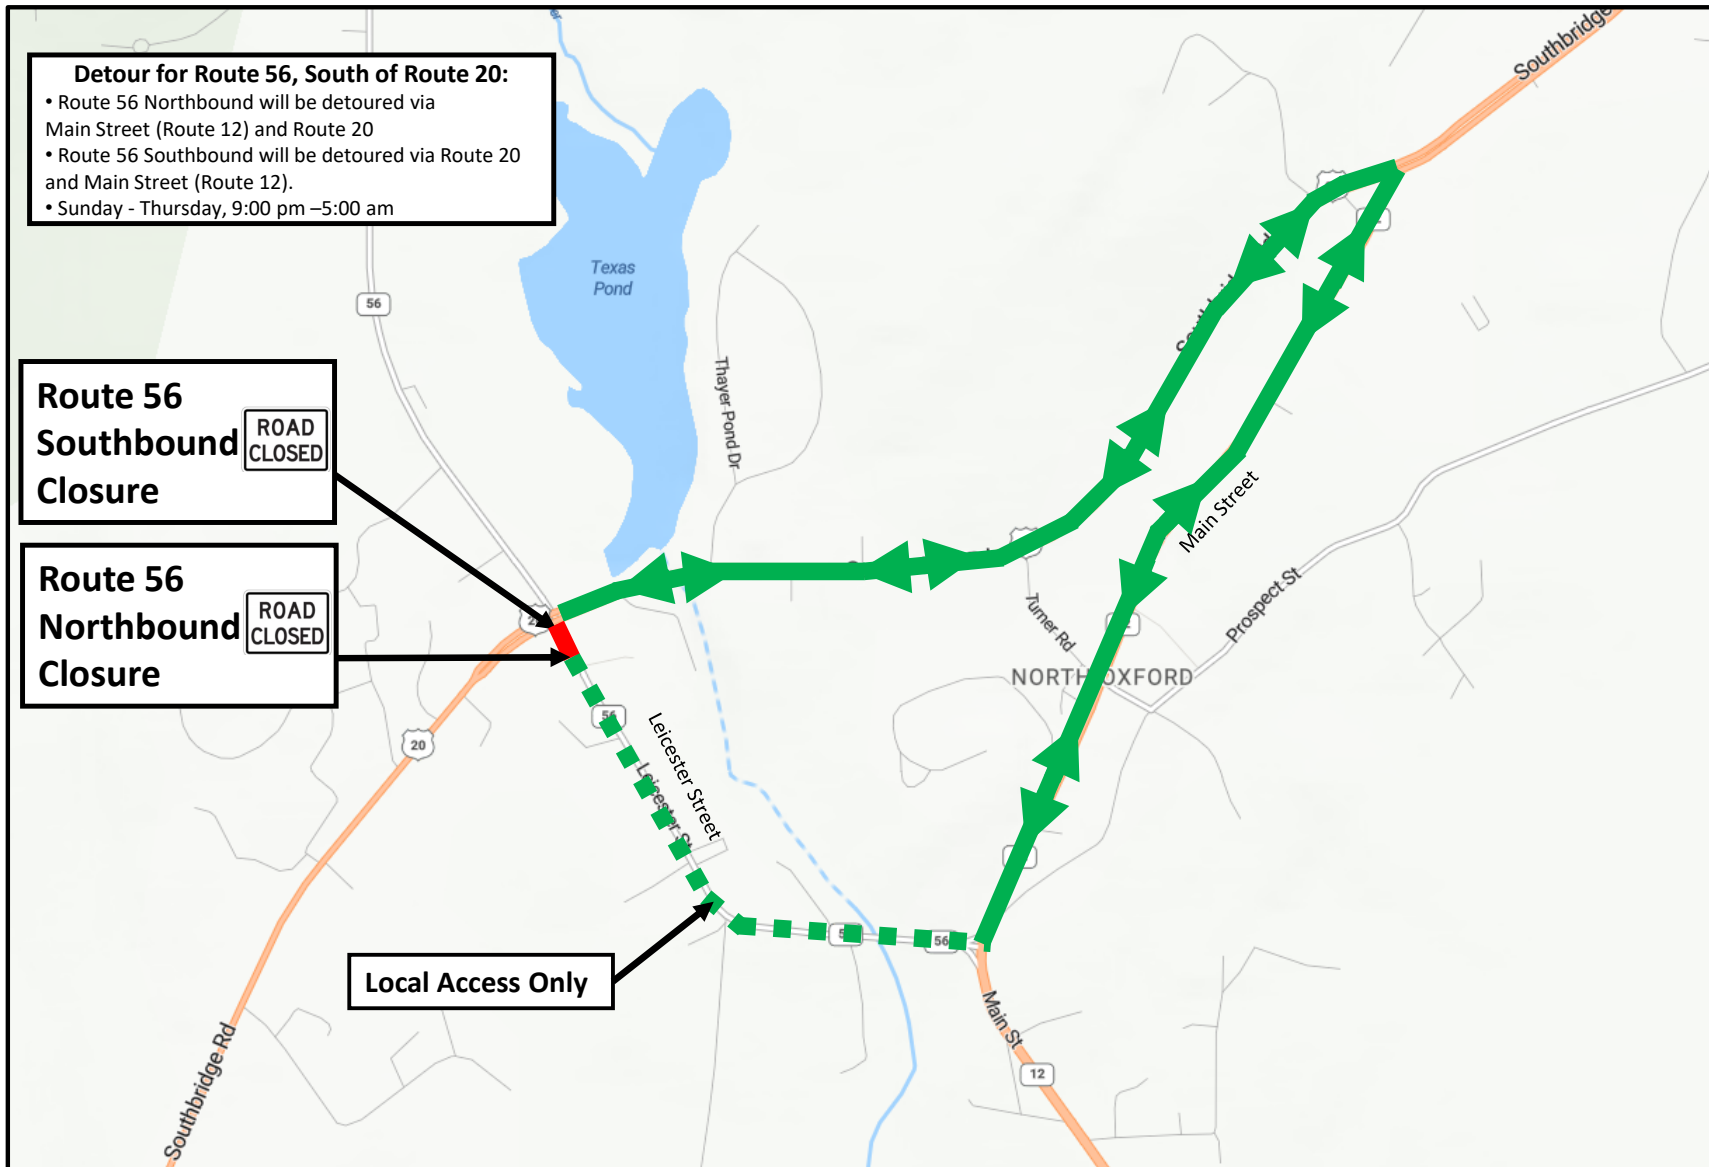 Detour for Route 56, South of Route 20:
• Route 56 Northbound will be detoured via
Main Street (Route 12) and Route 20
• Route 56 Southbound will be detoured via Route 20
and Main Street (Route 12).
• Sunday - Thursday, 9:00 pm –5:00 am
Southbridge
Texas
Pond
56
Thayer Pond Dr
Route 56
Southbound
Closure
ROAD
CLOSED
Main Street
Route 56
Northbound
Closure
ROAD
CLOSED
Turner Rd
Prospect St
NORTH OXFORD
56
20
Leicester Street
Leicester St
56
Local Access Only
Main St
12
Southbridge Rd